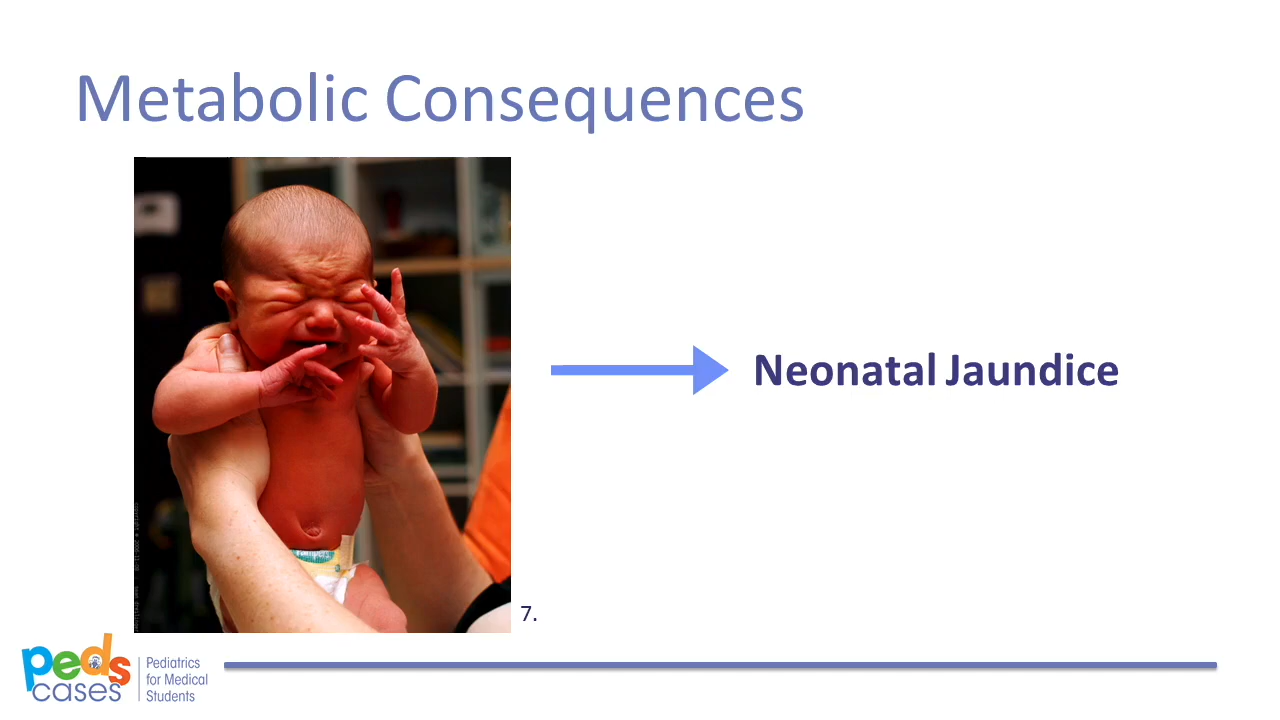 Metabolic Consequences
Neonatal Jaundice
7.
peds
cases
Pediatrics
for Medical
Students